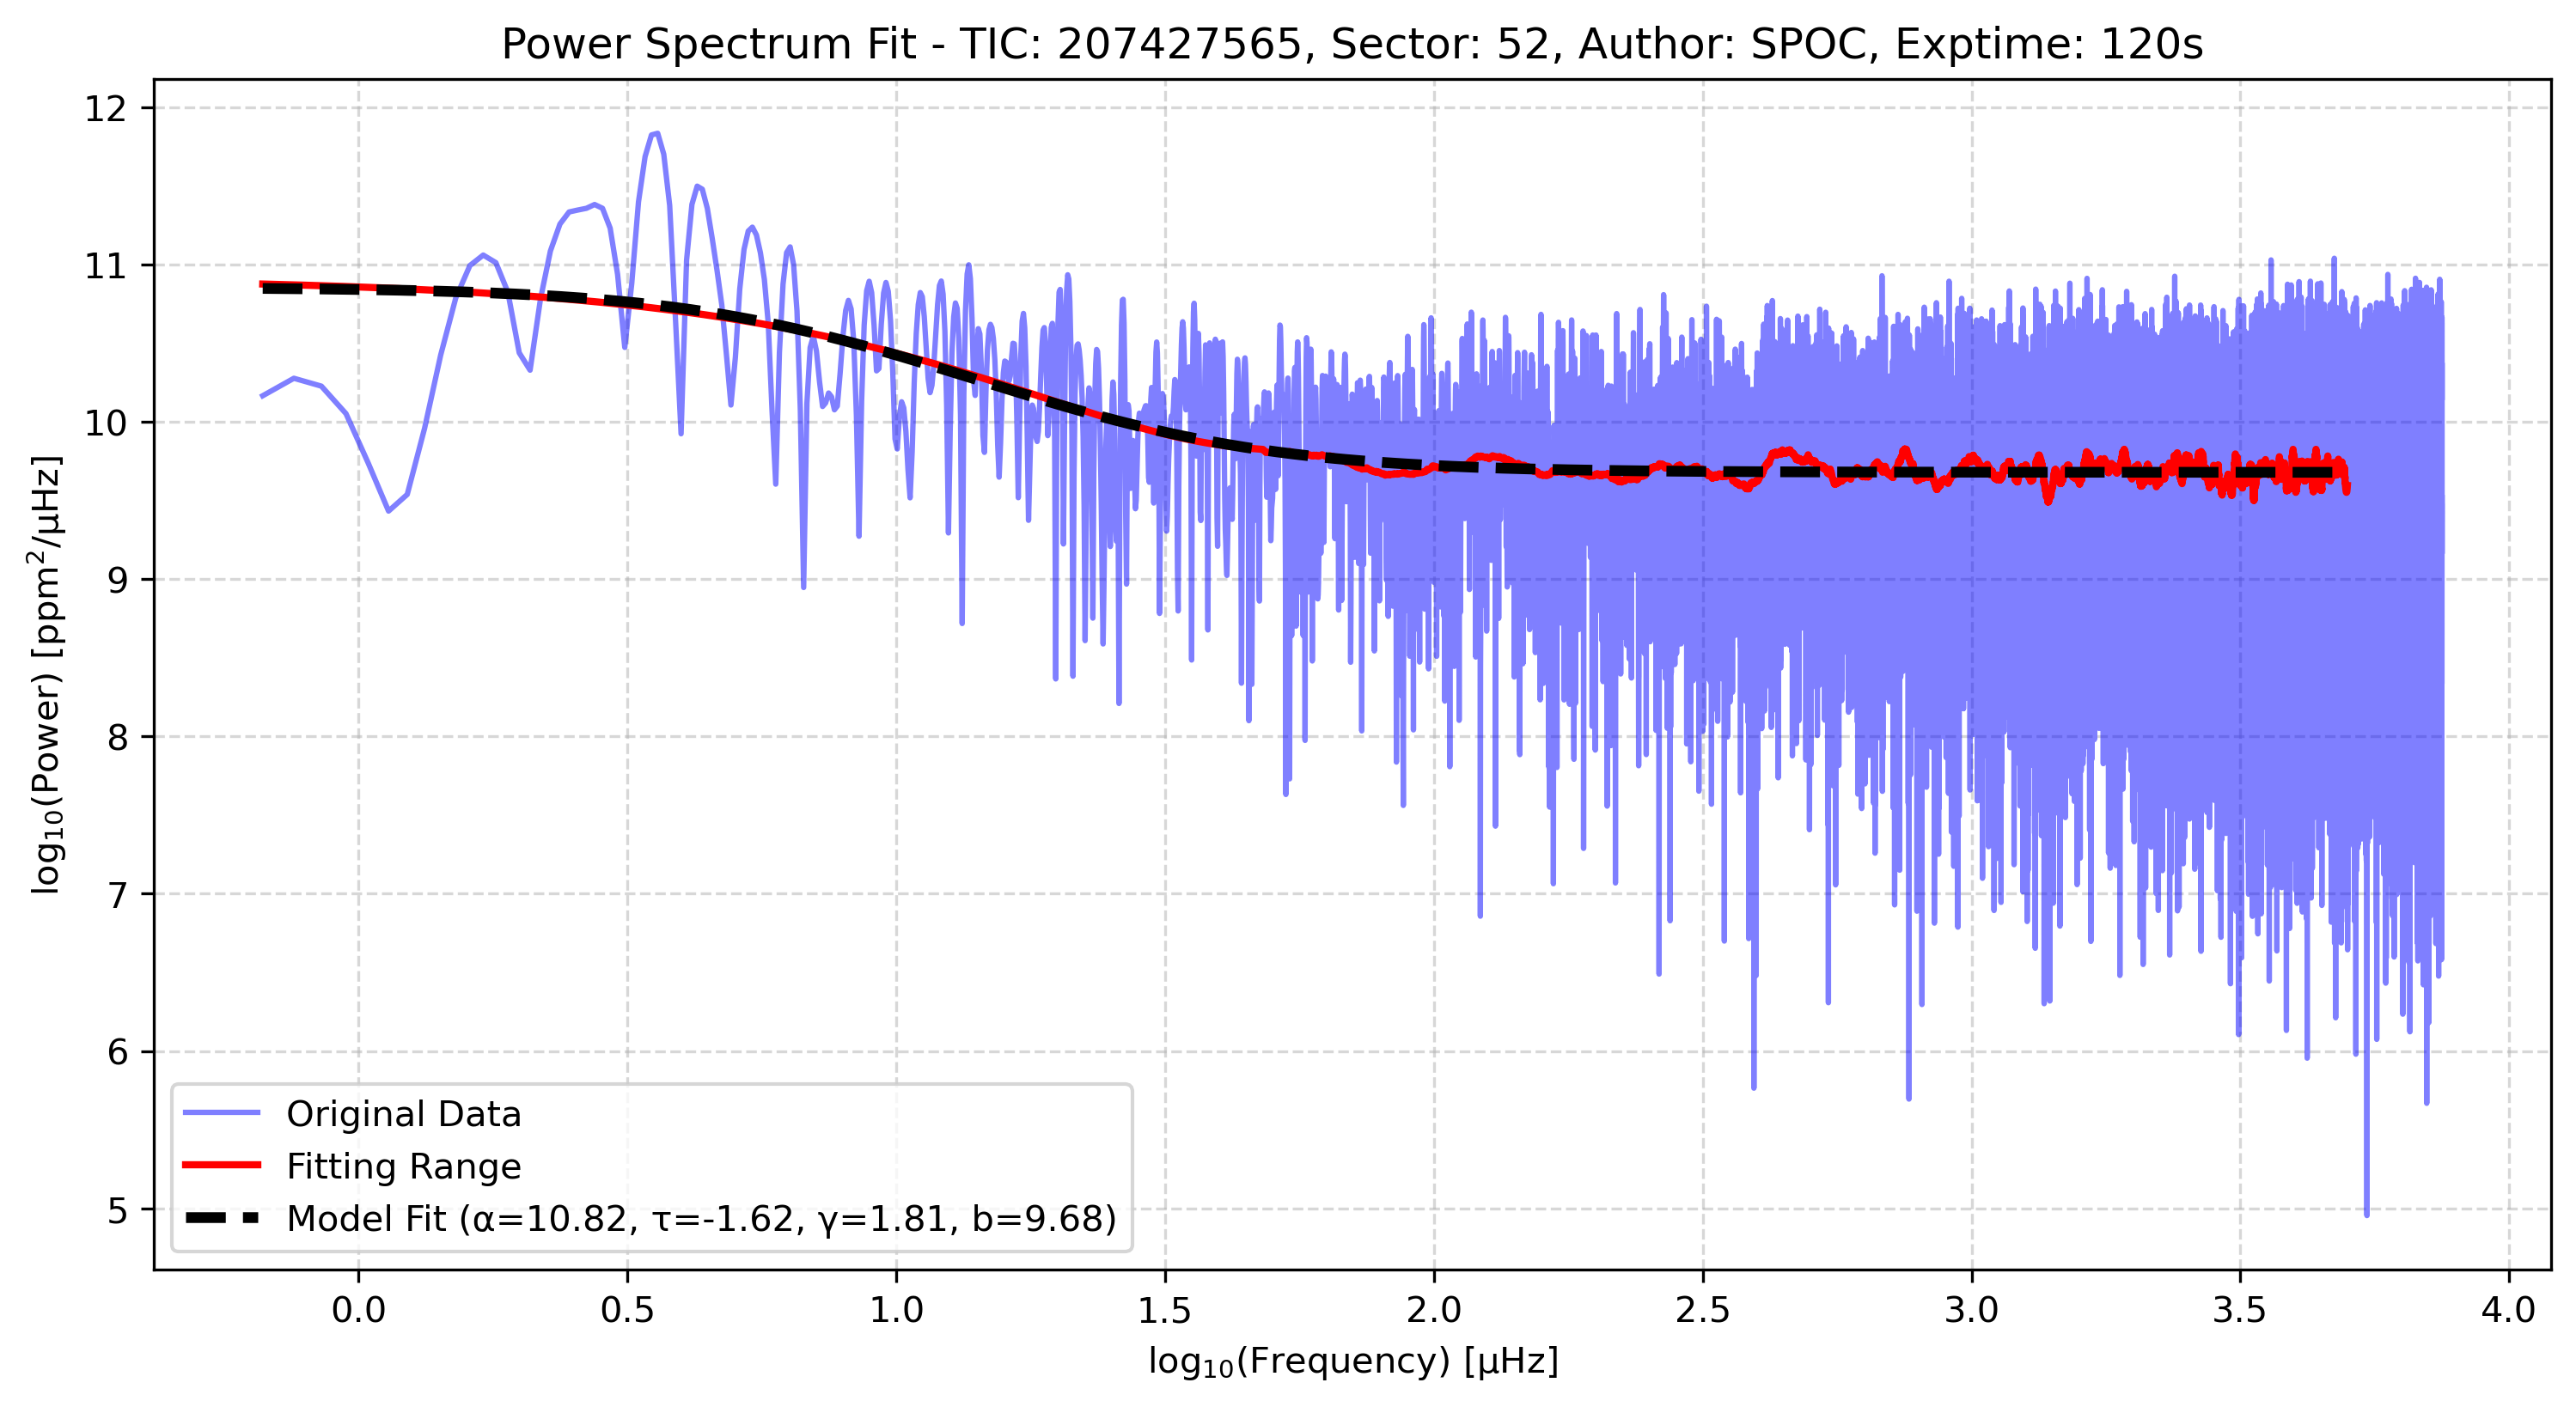 Power Spectrum Fit - TIC: 207427565, Sector: 52, Author: SPOC, Exptime: 120s
log₁₀(Power) [ppm²/μHz]
12
11
10
9
8
7
6
5
Original Data
Fitting Range
Model Fit (α=10.82, τ=-1.62, γ=1.81, b=9.68)
0.0 0.5 1.0 1.5 2.0 2.5 3.0 3.5 4.0
log₁₀(Frequency) [μHz]